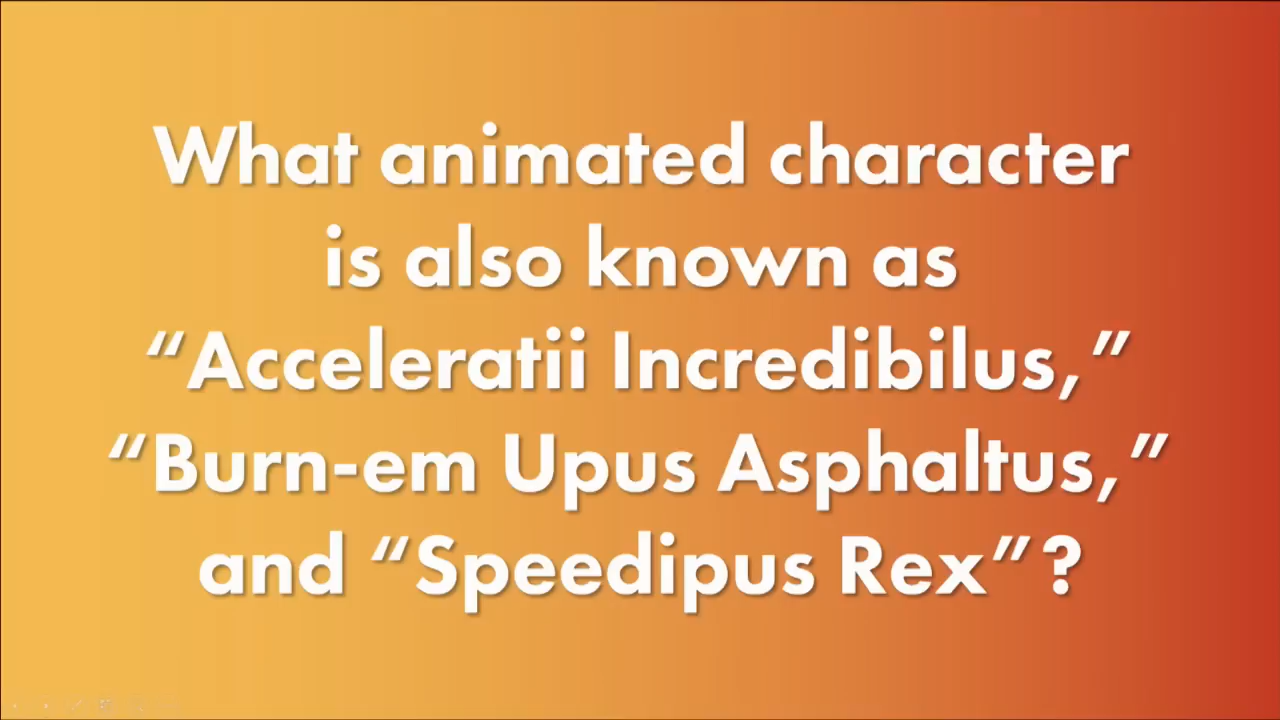 What animated character
is also known as
“Acceleratii Incredibilus,”
“Burn-em Upus Asphaltus,”
and “Speedipus Rex”?